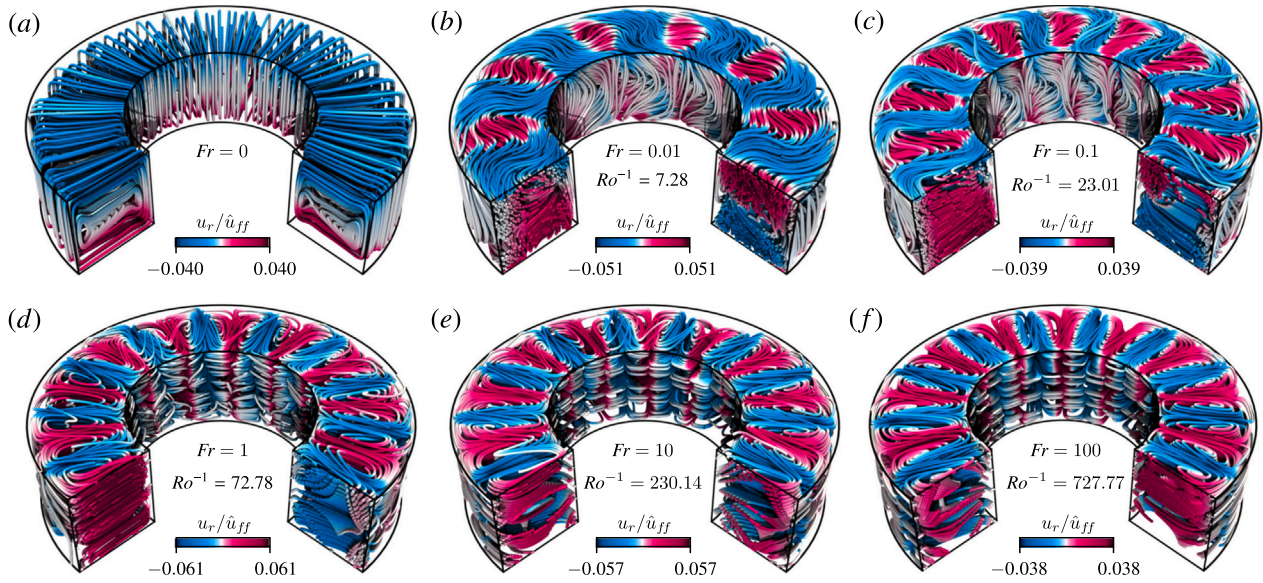 (a)
Fr = 0
u_r/û_ff
−0.040 0.040
(b)
Fr = 0.01
Ro⁻¹ = 7.28
u_r/û_ff
−0.051 0.051
(c)
Fr = 0.1
Ro⁻¹ = 23.01
u_r/û_ff
−0.039 0.039
(d)
Fr = 1
Ro⁻¹ = 72.78
u_r/û_ff
−0.061 0.061
(e)
Fr = 10
Ro⁻¹ = 230.14
u_r/û_ff
−0.057 0.057
(f)
Fr = 100
Ro⁻¹ = 727.77
u_r/û_ff
−0.038 0.038